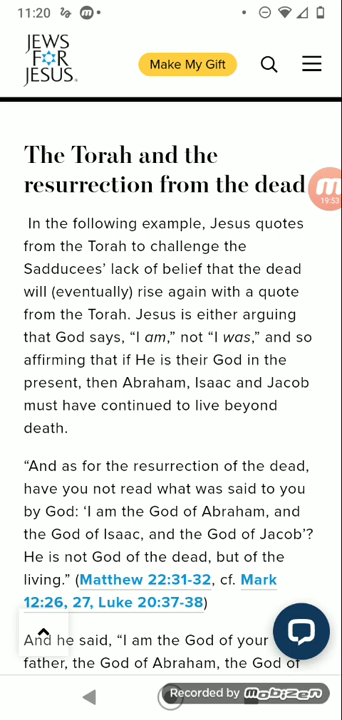 11:20
JEWS
FOR
JESUS
Make My Gift
The Torah and the
resurrection from the dead
19:53
In the following example, Jesus quotes
from the Torah to challenge the
Sadducees’ lack of belief that the dead
will (eventually) rise again with a quote
from the Torah. Jesus is either arguing
that God says, “I am,” not “I was,” and so
affirming that if He is their God in the
present, then Abraham, Isaac and Jacob
must have continued to live beyond
death.
“And as for the resurrection of the dead,
have you not read what was said to you
by God: ‘I am the God of Abraham, and
the God of Isaac, and the God of Jacob’?
He is not God of the dead, but of the
living.” (Matthew 22:31-32, cf. Mark
12:26, 27, Luke 20:37-38)
And he said, “I am the God of your
father, the God of Abraham, the God of
Recorded by mobizen